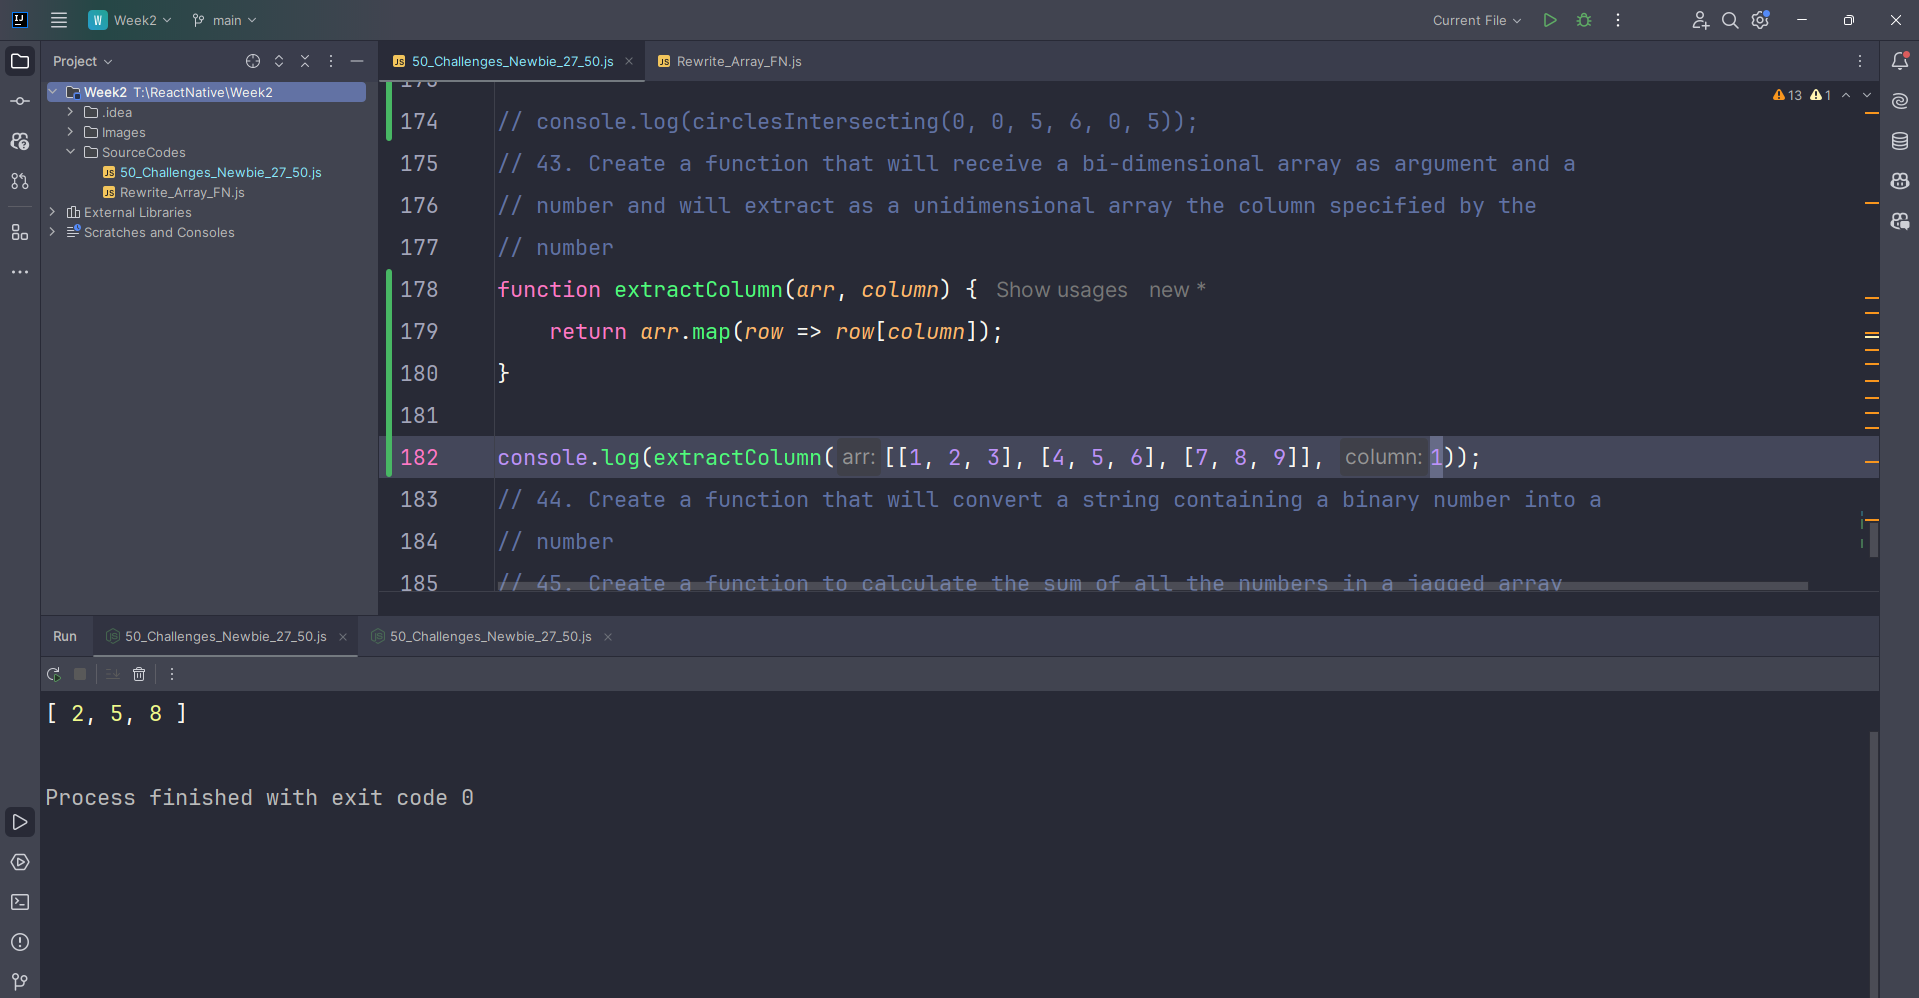 W Week2 main Current File
Project
Week2 T:\ReactNative\Week2
.idea
Images
SourceCodes
JS 50_Challenges_Newbie_27_50.js
JS Rewrite_Array_FN.js
External Libraries
Scratches and Consoles
JS 50_Challenges_Newbie_27_50.js JS Rewrite_Array_FN.js
13 1
174 // console.log(circlesIntersecting(0, 0, 5, 6, 0, 5));
175 // 43. Create a function that will receive a bi-dimensional array as argument and a
176 // number and will extract as a unidimensional array the column specified by the
177 // number
178 function extractColumn(arr, column) { Show usages new *
179 return arr.map(row => row[column]);
180 }
181
182 console.log(extractColumn( arr: [[1, 2, 3], [4, 5, 6], [7, 8, 9]], column: 1));
183 // 44. Create a function that will convert a string containing a binary number into a
184 // number
185 // 45. Create a function to calculate the sum of all the numbers in a jagged array
Run 50_Challenges_Newbie_27_50.js 50_Challenges_Newbie_27_50.js
[ 2, 5, 8 ]
Process finished with exit code 0